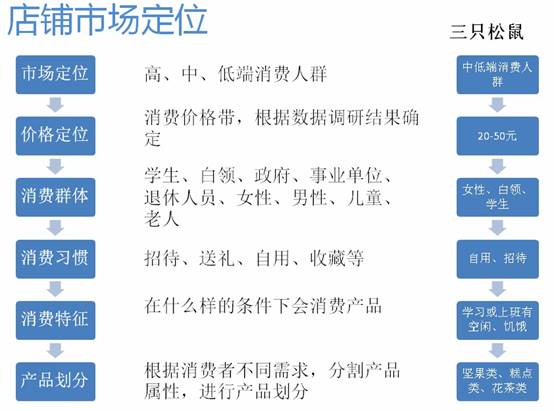 店铺市场定位
三只松鼠
市场定位
高、中、低端消费人群
中低端消费人
群
价格定位
消费价格带，根据数据调研结果确
定
20-50元
消费群体
学生、白领、政府、事业单位、
退休人员、女性、男性、儿童、
老人
女性、白领、
学生
消费习惯
招待、送礼、自用、收藏等
自用、招待
消费特征
在什么样的条件下会消费产品
学习或上班有
空闲、饥饿
产品划分
根据消费者不同需求，分割产品
属性，进行产品划分
坚果类、糕点
类、花茶类